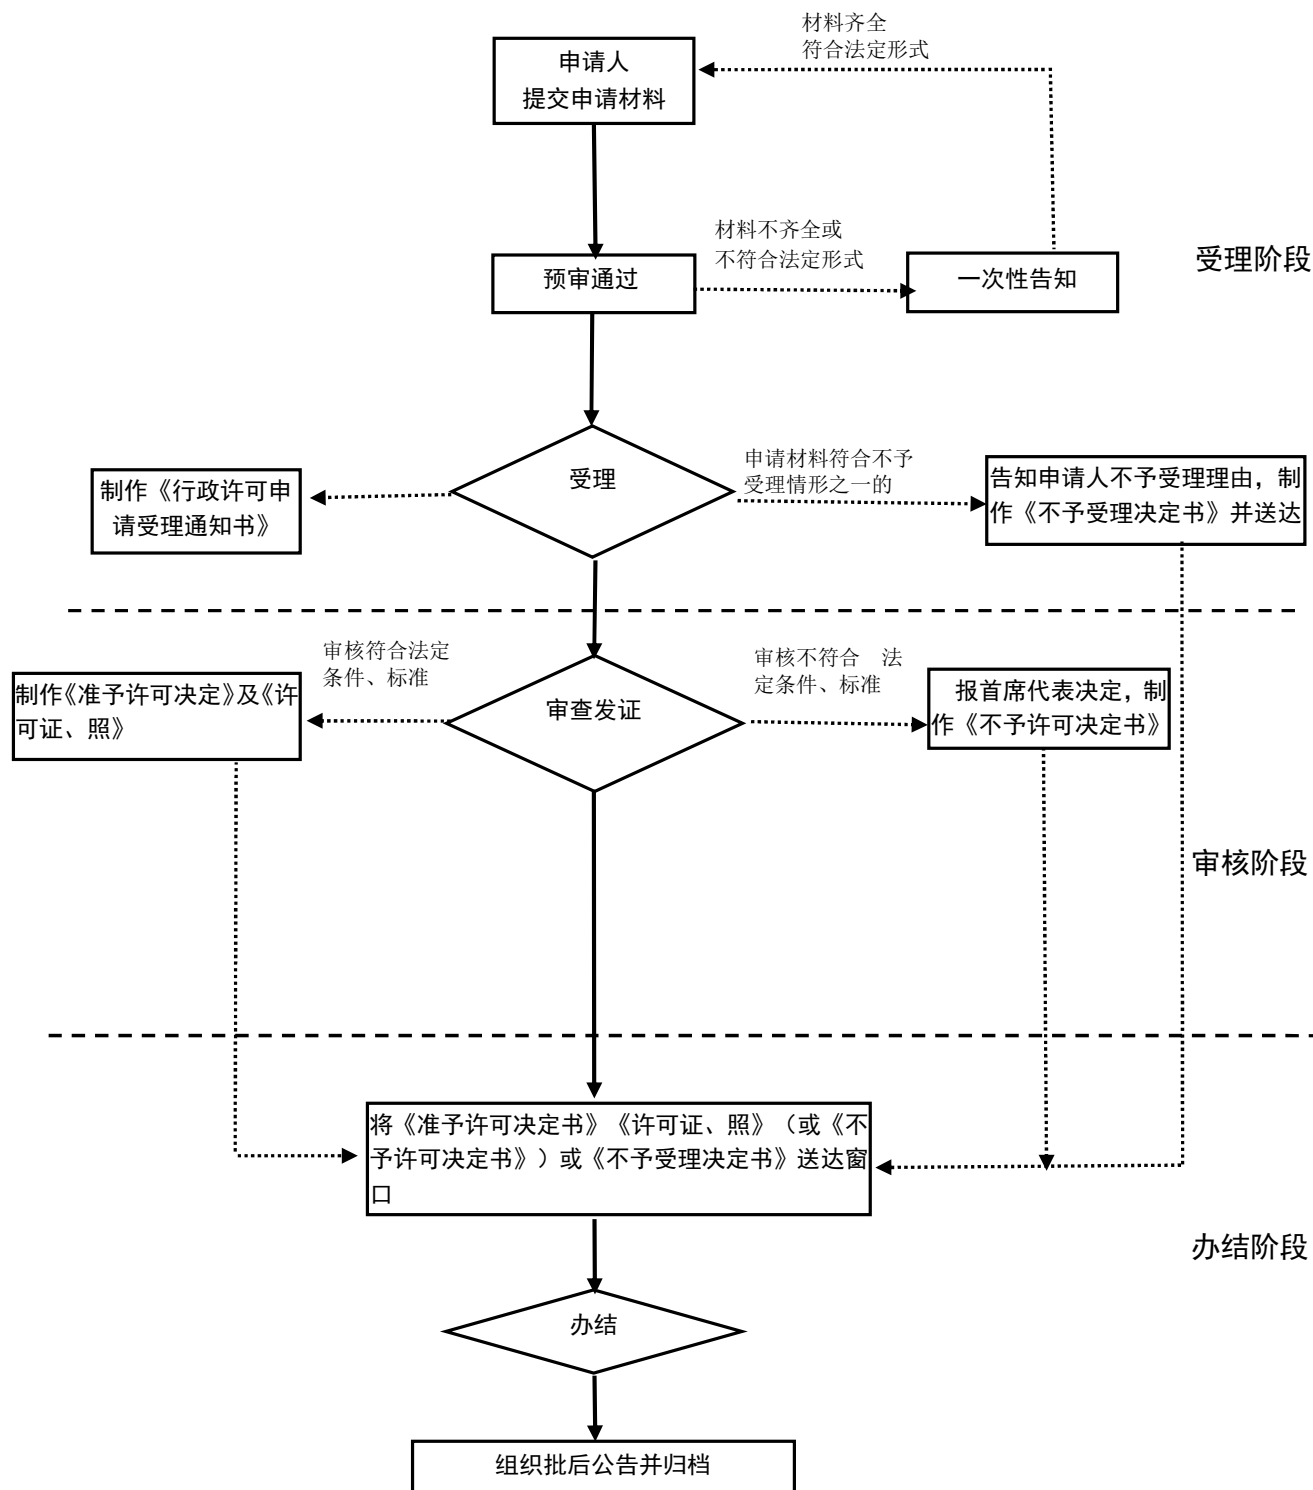 材料齐全
符合法定形式
申请人
提交申请材料
材料不齐全或
不符合法定形式
受理阶段
预审通过
一次性告知
制作《行政许可申
请受理通知书》
受理
申请材料符合不予
受理情形之一的
告知申请人不予受理理由，制
作《不予受理决定书》并送达
审核符合法定
条件、标准
审核不符合 法
定条件、标准
制作《准予许可决定》及《许
可证、照》
审查发证
报首席代表决定，制
作《不予许可决定书》
审核阶段
将《准予许可决定书》《许可证、照》（或《不
予许可决定书》）或《不予受理决定书》送达窗
口
办结阶段
办结
组织批后公告并归档